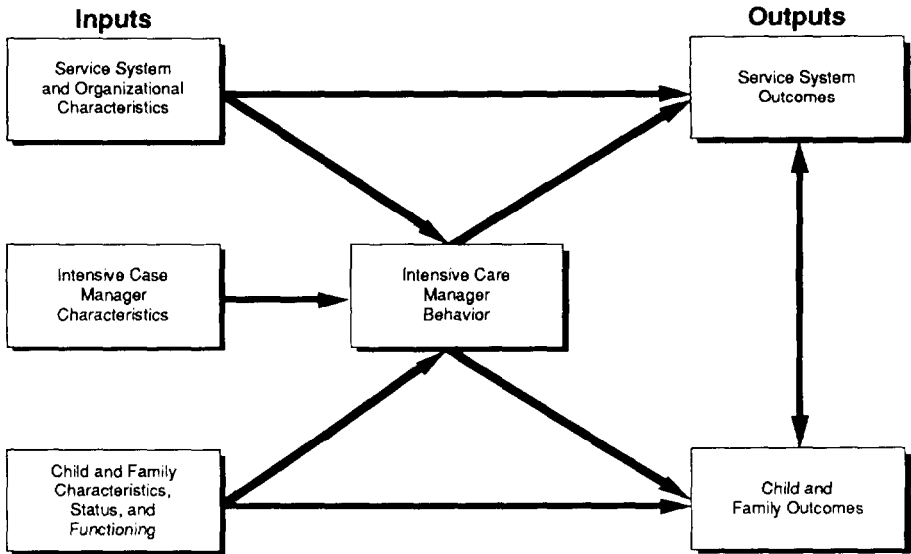 Inputs
Outputs
Service System
and Organizational
Characteristics
Service System
Outcomes
Intensive Case
Manager
Characteristics
Intensive Care
Manager
Behavior
Child and Family
Characteristics,
Status, and
Functioning
Child and
Family Outcomes